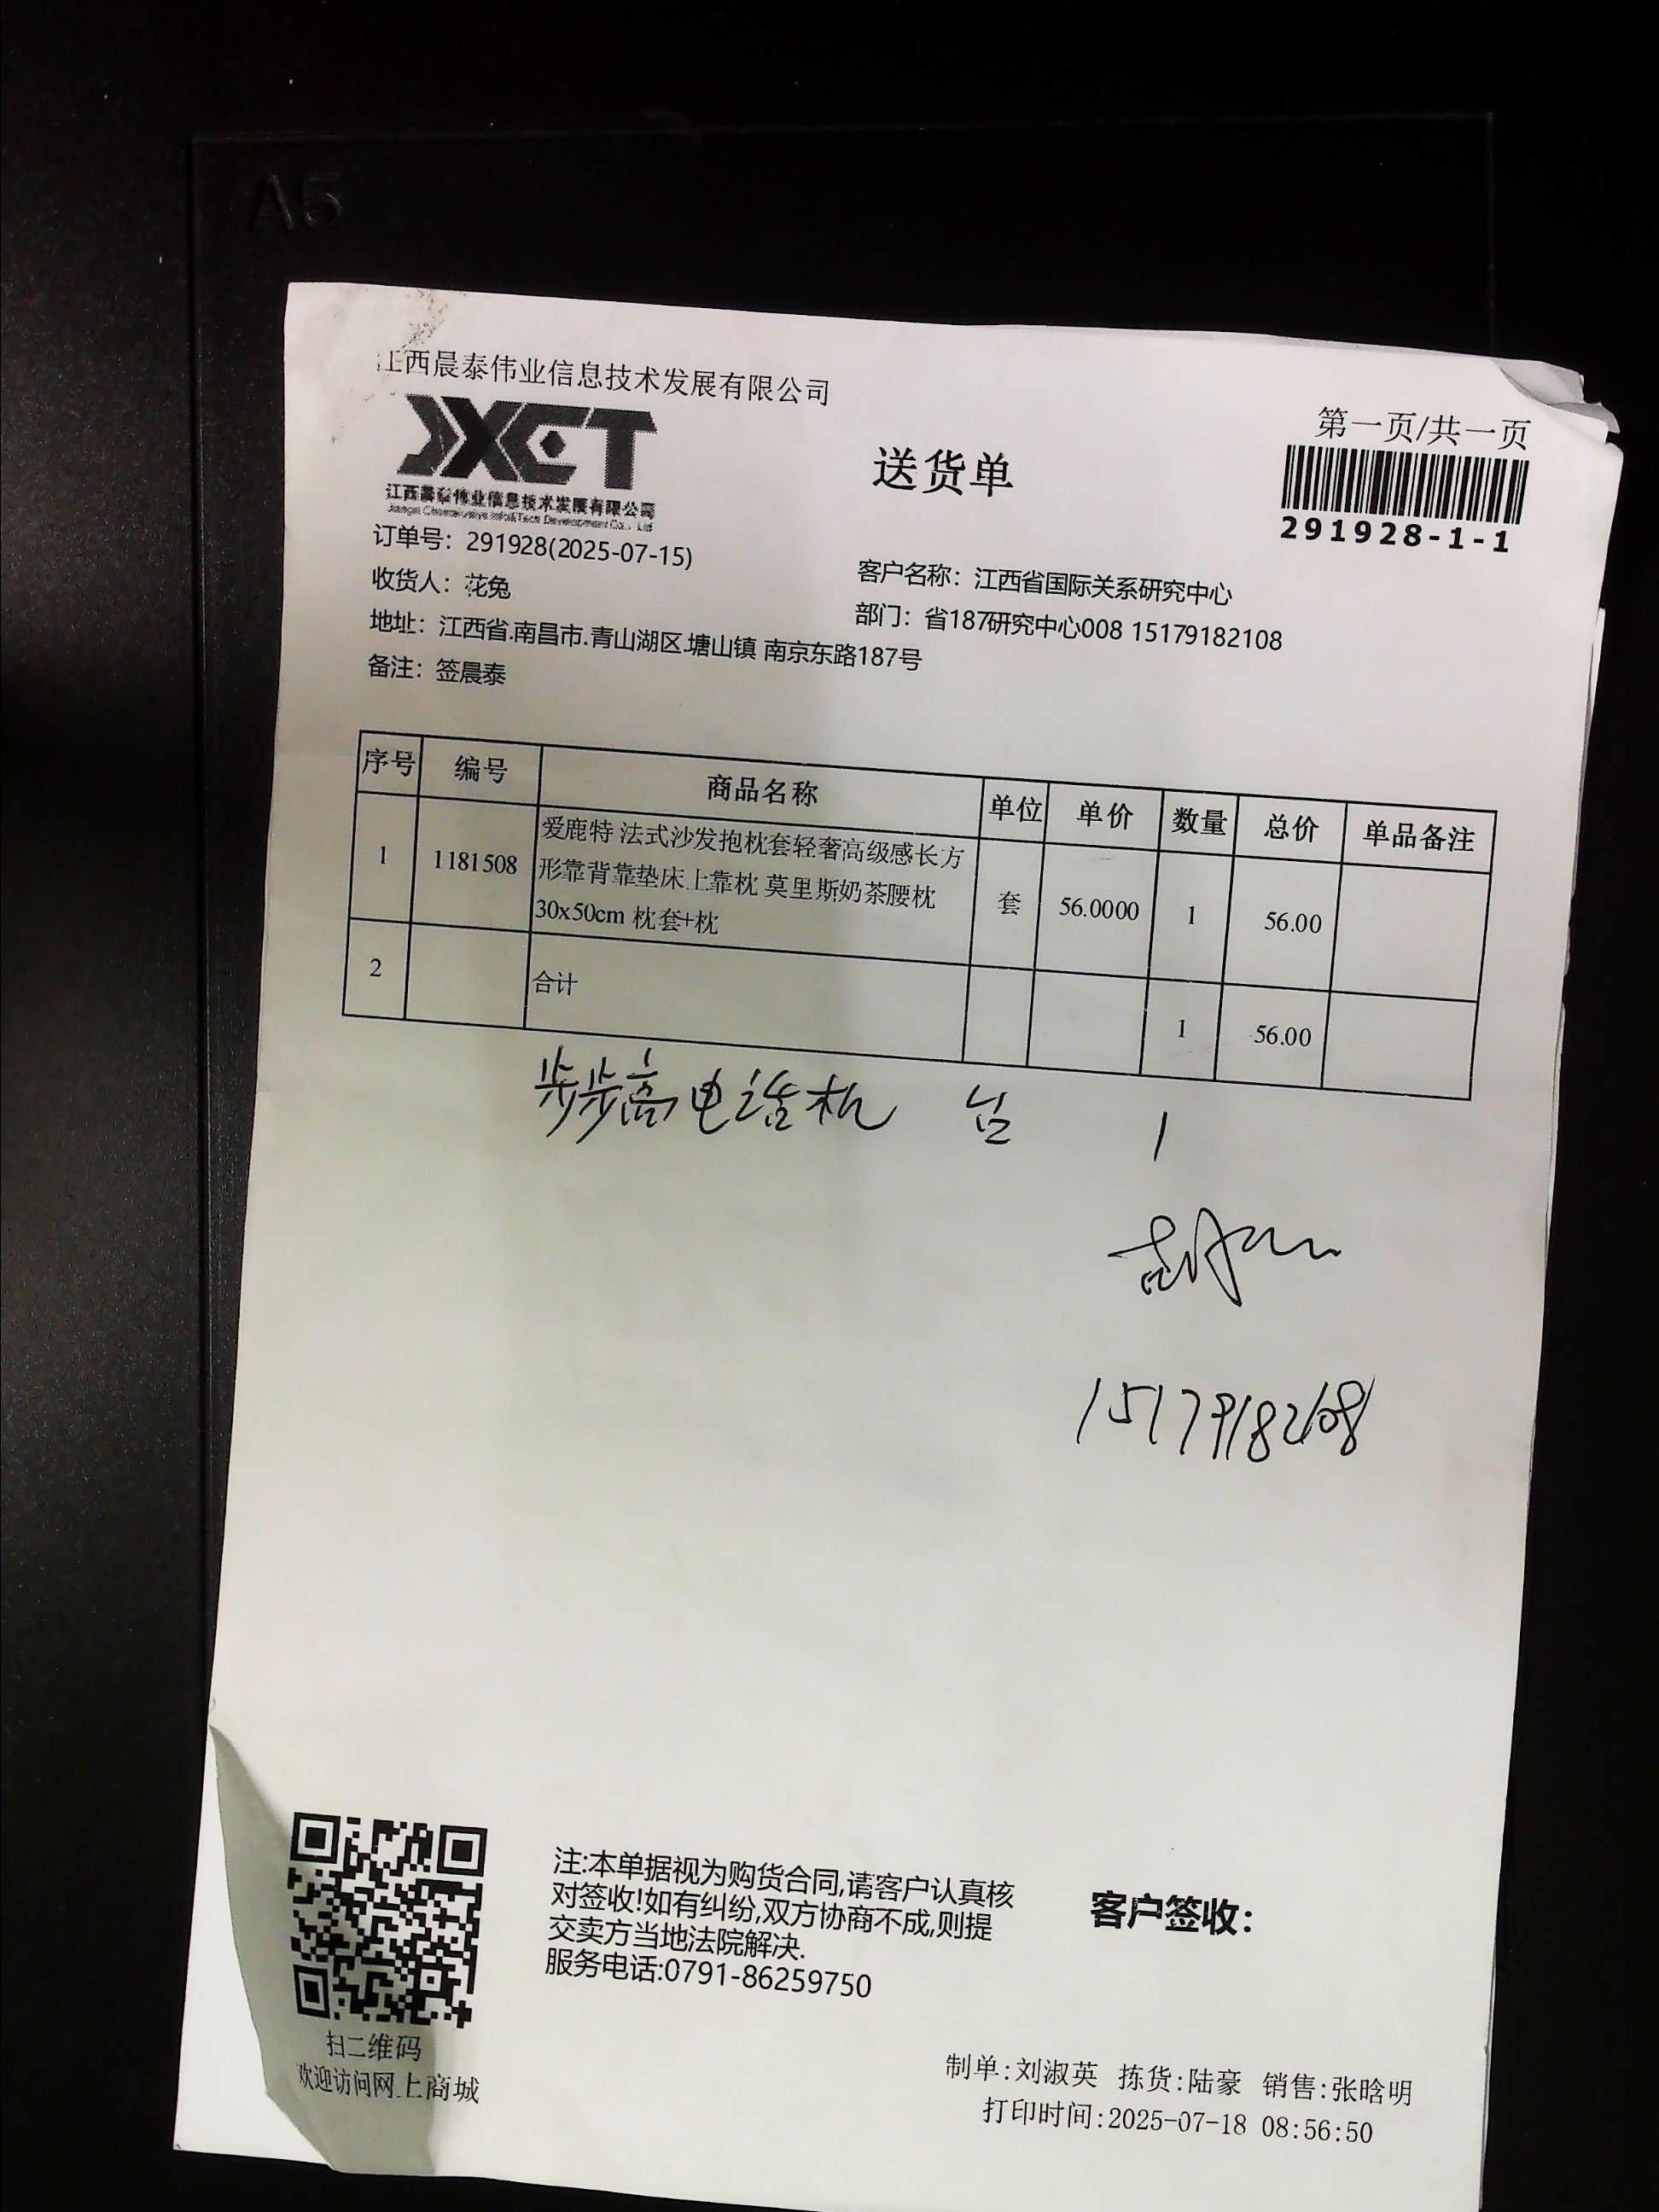 A5
江西晨泰伟业信息技术发展有限公司
JXCT
江西晨泰伟业信息技术发展有限公司
送货单
第一页/共一页
291928-1-1
订单号：291928(2025-07-15)
收货人：花兔
客户名称：江西省国际关系研究中心
地址：江西省.南昌市.青山湖区.塘山镇 南京东路187号
部门：省187研究中心008 15179182108
备注：签晨泰
序号 编号 商品名称 单位 单价 数量 总价 单品备注
1 1181508 爱鹿特 法式沙发抱枕套轻奢高级感长方
形靠背靠垫床上靠枕 莫里斯奶茶腰枕
30x50cm 枕套+枕 套 56.0000 1 56.00
2 合计 1 56.00
步步高电话机 台 1
15179182108
注:本单据视为购货合同,请客户认真核
对签收!如有纠纷,双方协商不成,则提
交卖方当地法院解决.
服务电话:0791-86259750
客户签收：
扫二维码
欢迎访问网上商城
制单:刘淑英 拣货:陆豪 销售:张晗明
打印时间:2025-07-18 08:56:50